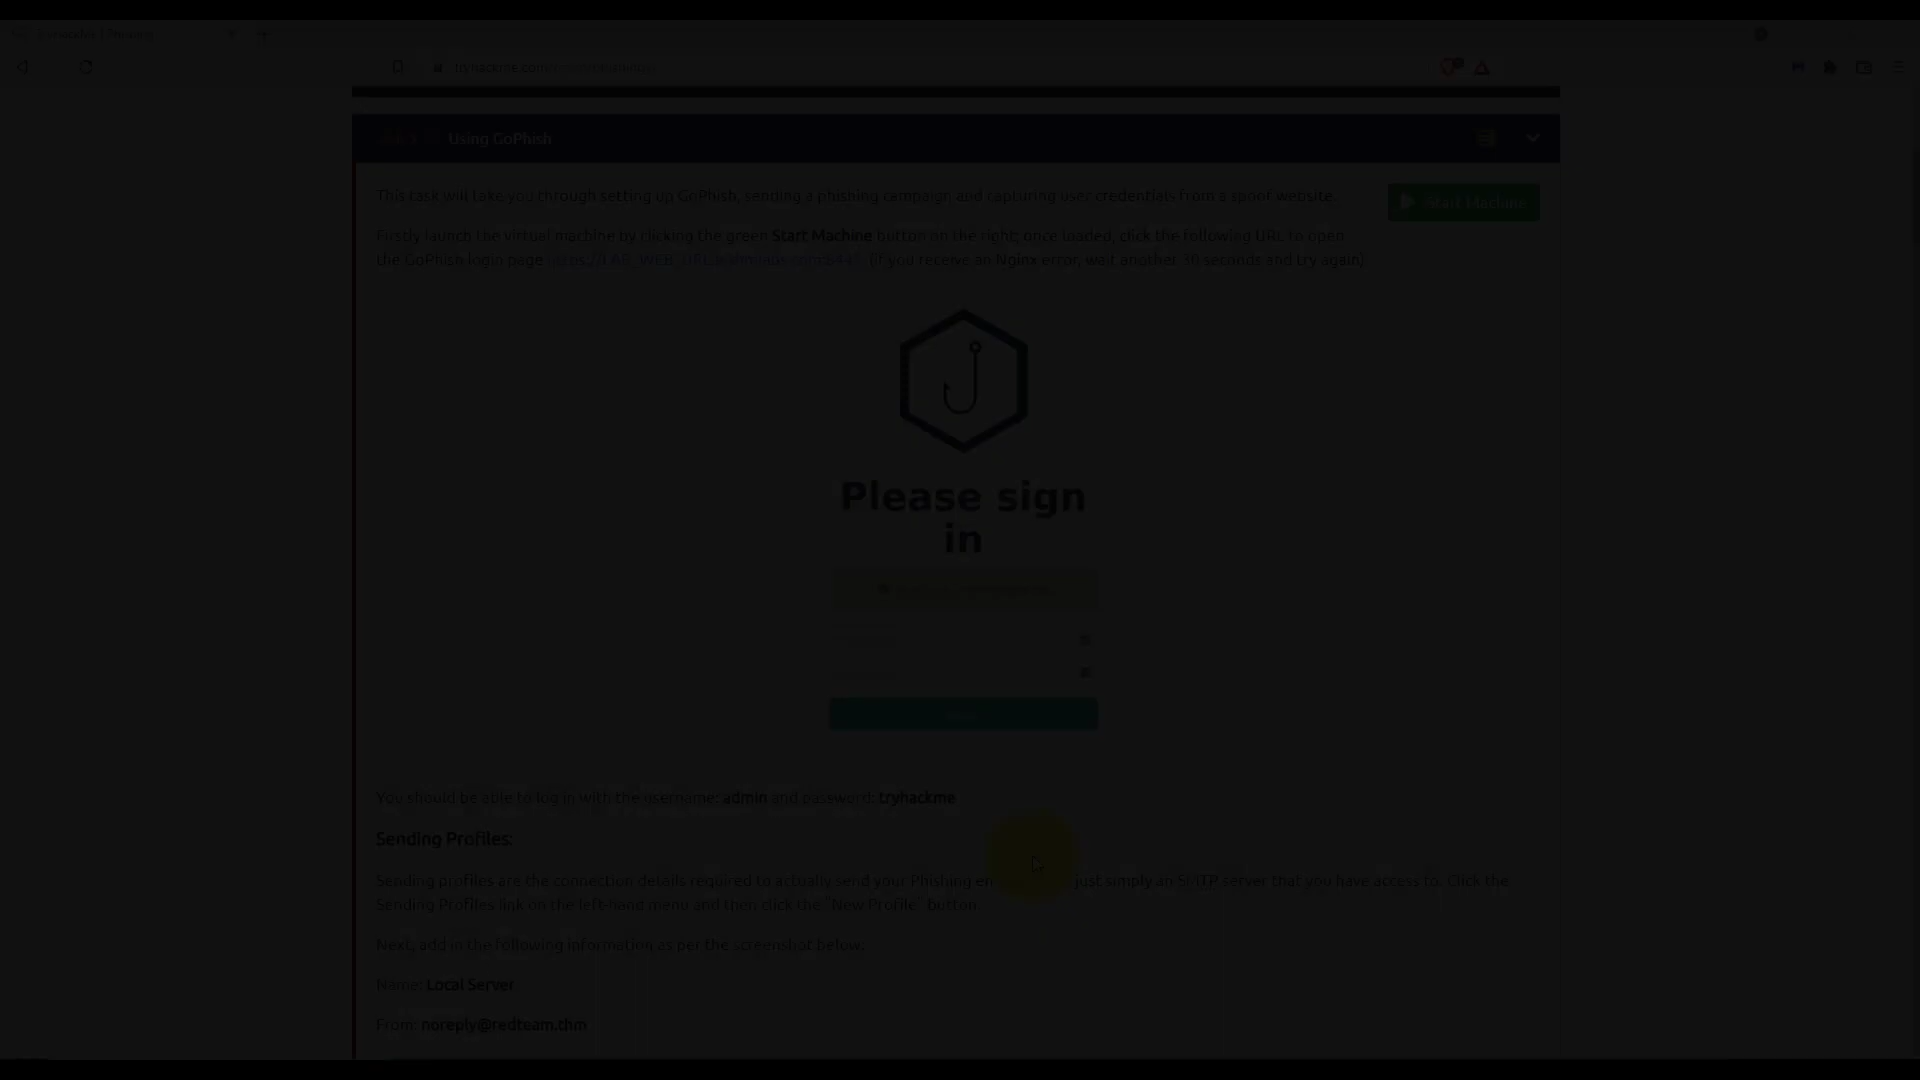 tryhackme.com
Using GoPhish
This task will take you through setting up GoPhish, sending a phishing campaign and capturing user credentials from a spoof website.
Start Machine
Firstly launch the virtual machine by clicking the green Start Machine button on the right; once loaded, click the following URL to open
the GoPhish login page (if you receive an Nginx error, wait another 30 seconds and try again)
Please sign
in
You should be able to log in with the username: admin and password: tryhackme
Sending Profiles:
Sending profiles are the connection details required to actually send your Phishing just simply an SMTP server that you have access to. Click the
Sending Profiles link on the left-hand menu and then click the "New Profile" button.
Next, add in the following information as per the screenshot below:
Name: Local Server
From: noreply@redteam.thm